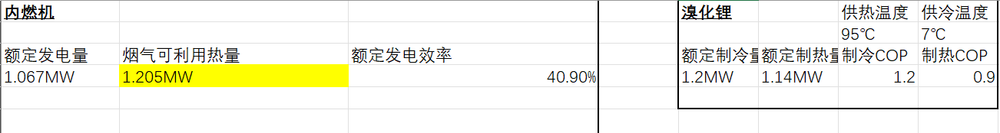 内燃机 溴化锂 供热温度 供冷温度
95℃ 7℃
额定发电量 烟气可利用热量 额定发电效率 额定制冷量 额定制热量 制冷COP 制热COP
1.067MW 1.205MW 40.90% 1.2MW 1.14MW 1.2 0.9